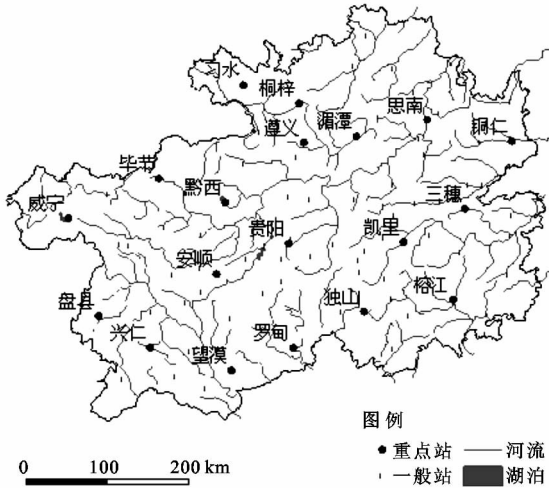 习水
桐梓
思南
遵义
湄潭
铜仁
毕节
黔西
三穗
威宁
贵阳
凯里
安顺
榕江
盘县
独山
兴仁
罗甸
望漠
图例
重点站 河流
一般站 湖泊
0 100 200 km